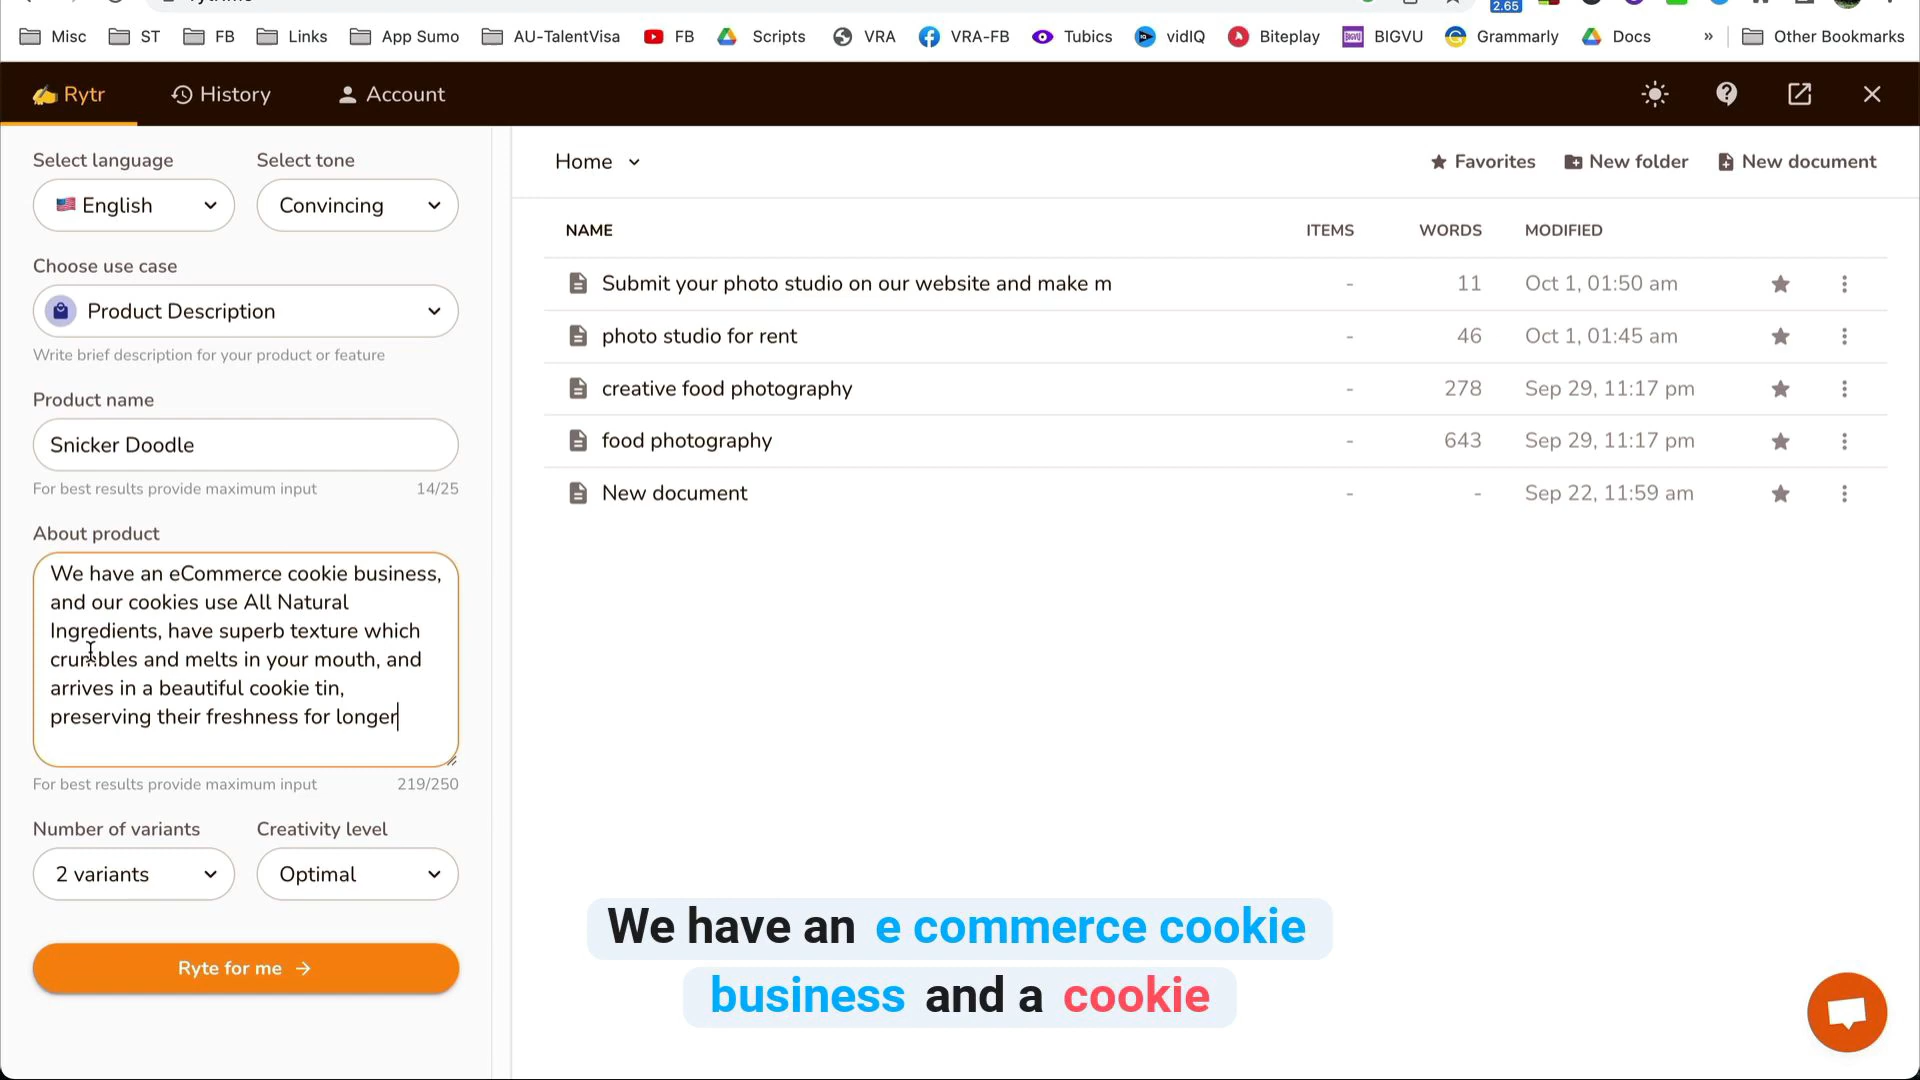 2.65
Misc ST FB Links App Sumo AU-TalentVisa FB Scripts VRA VRA-FB Tubics vidIQ Biteplay BIGVU BIGVU Grammarly Docs » Other Bookmarks
Rytr History Account
Select language Select tone
English Convincing
Choose use case
Product Description
Write brief description for your product or feature
Product name
Snicker Doodle
For best results provide maximum input 14/25
About product
We have an eCommerce cookie business,
and our cookies use All Natural
Ingredients, have superb texture which
crumbles and melts in your mouth, and
arrives in a beautiful cookie tin,
preserving their freshness for longer
For best results provide maximum input 219/250
Number of variants Creativity level
2 variants Optimal
Ryte for me →
Home Favorites New folder New document
NAME ITEMS WORDS MODIFIED
Submit your photo studio on our website and make m - 11 Oct 1, 01:50 am
photo studio for rent - 46 Oct 1, 01:45 am
creative food photography - 278 Sep 29, 11:17 pm
food photography - 643 Sep 29, 11:17 pm
New document - - Sep 22, 11:59 am
We have an e commerce cookie
business and a cookie